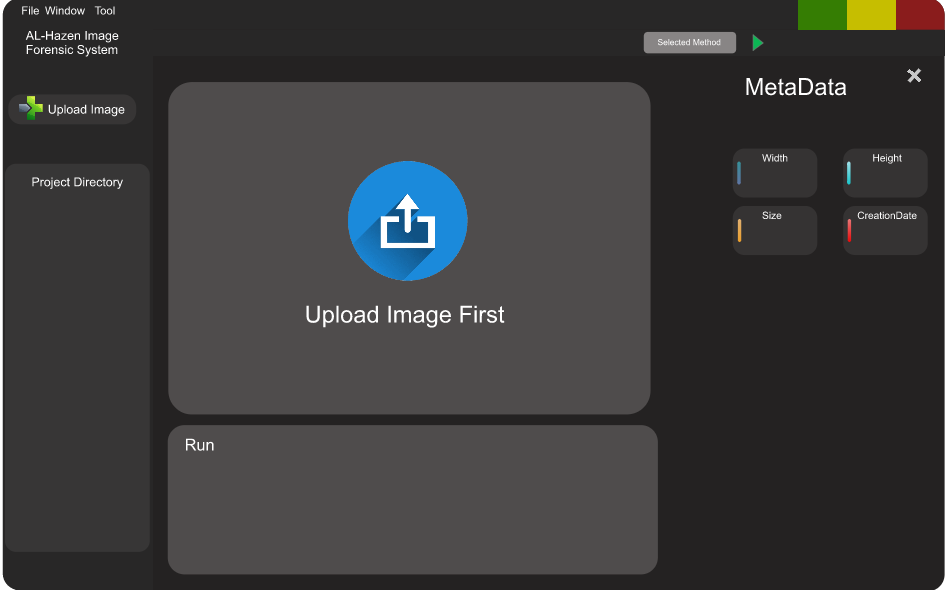 File Window Tool
AL-Hazen Image
Forensic System
Selected Method
Upload Image
MetaData
Project Directory
Width
Height
Size
CreationDate
Upload Image First
Run